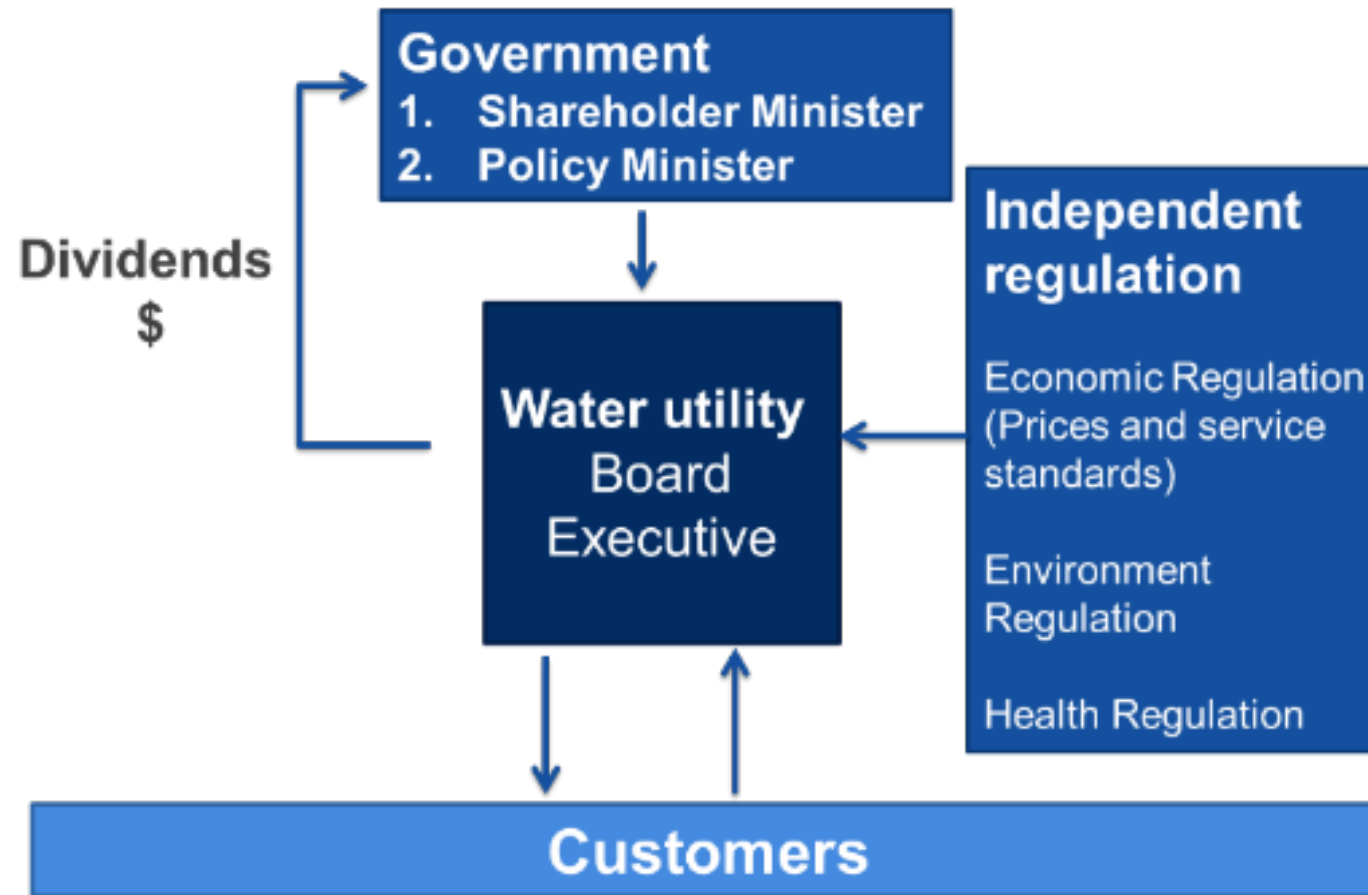 Government
1. Shareholder Minister
2. Policy Minister
Dividends
$
Independent
regulation
Economic Regulation
(Prices and service
standards)
Environment
Regulation
Health Regulation
Water utility
Board
Executive
Customers